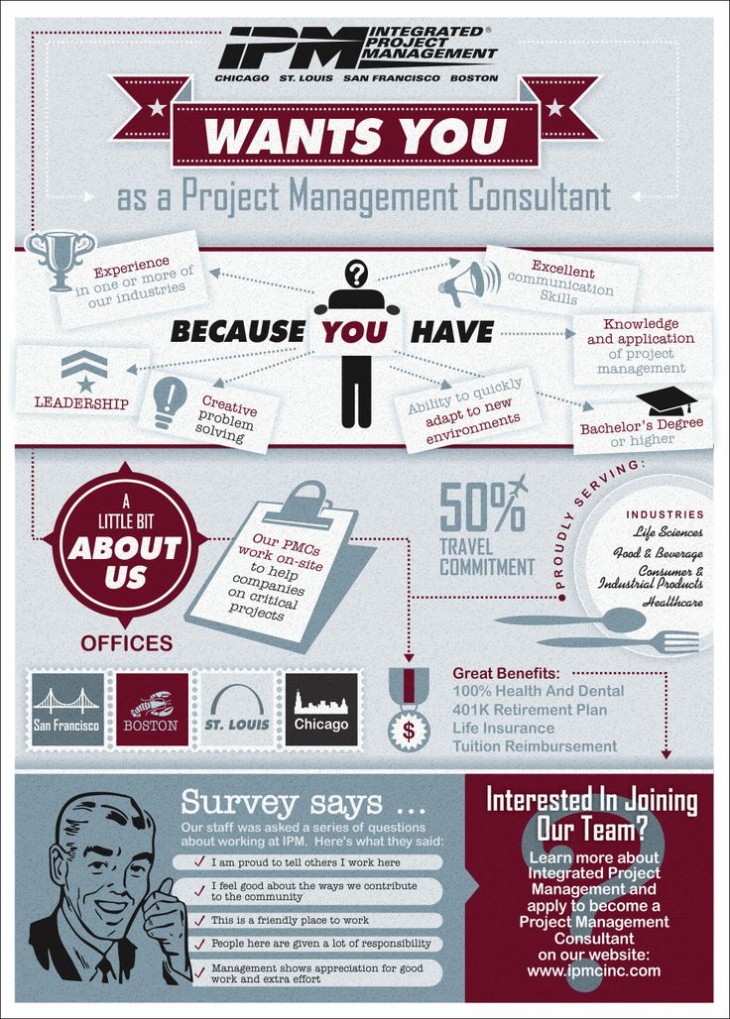 IPM INTEGRATED®
PROJECT
MANAGEMENT
CHICAGO ST. LOUIS SAN FRANCISCO BOSTON
WANTS YOU
as a Project Management Consultant
Experience
in one or more of
our industries
?
Excellent
communication
Skills
BECAUSE YOU HAVE
Knowledge
and application
of project
management
LEADERSHIP
!
Creative
problem
solving
Ability to quickly
adapt to new
environments
Bachelor's Degree
or higher
A
LITTLE BIT
ABOUT
US
Our PMCs
work on-site
to help
companies
on critical
projects
50%
TRAVEL
COMMITMENT
PROUDLY SERVING:
INDUSTRIES
Life Sciences
Food & Beverage
Consumer &
Industrial Products
Healthcare
OFFICES
San Francisco
BOSTON
ST. LOUIS
Chicago
$
Great Benefits:
100% Health And Dental
401K Retirement Plan
Life Insurance
Tuition Reimbursement
Survey says ...
Our staff was asked a series of questions
about working at IPM. Here's what they said:
✓ I am proud to tell others I work here
✓ I feel good about the ways we contribute
to the community
✓ This is a friendly place to work
✓ People here are given a lot of responsibility
✓ Management shows appreciation for good
work and extra effort
Interested In Joining
Our Team?
?
Learn more about
Integrated Project
Management and
apply to become a
Project Management
Consultant
on our website:
www.ipmcinc.com